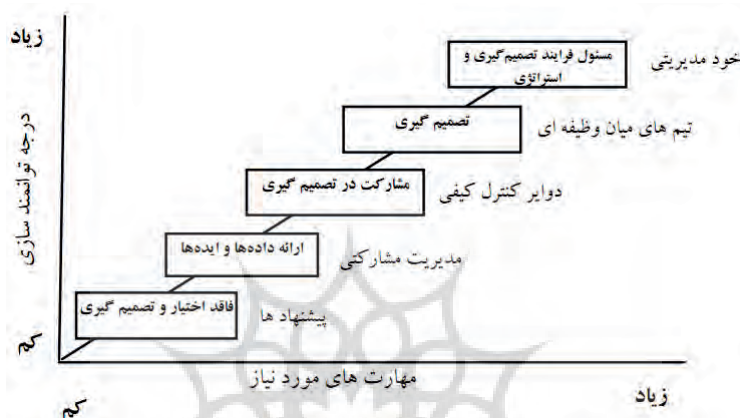 زیاد
مسئول فرایند تصمیم‌گیری و
استراتژی
خود مدیریتی
تصمیم گیری
تیم های میان وظیفه ای
درجه توانمند سازی
مشارکت در تصمیم گیری
دوایر کنترل کیفی
ارائه داده‌ها و ایده‌ها
مدیریت مشارکتی
فاقد اختیار و تصمیم گیری
پیشنهاد ها
کم
مهارت های مورد نیاز
زیاد
کم